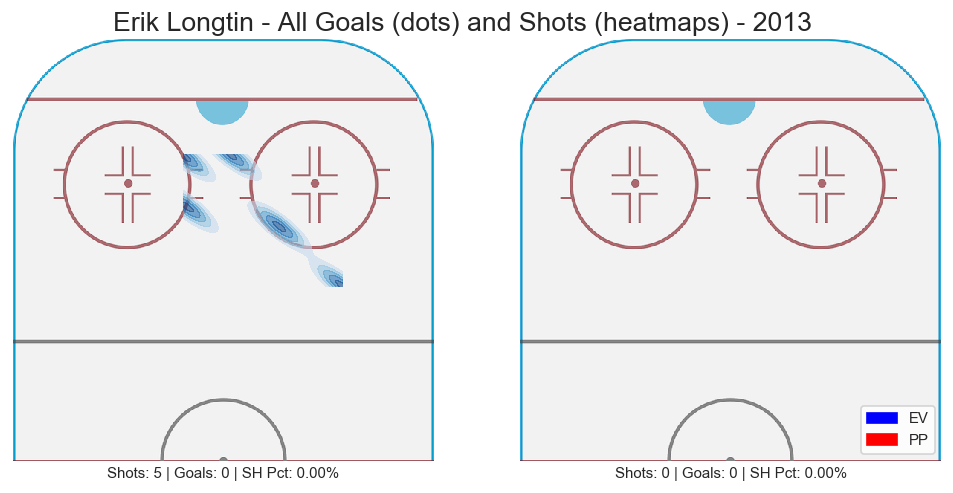 Erik Longtin - All Goals (dots) and Shots (heatmaps) - 2013
EV
PP
Shots: 5 | Goals: 0 | SH Pct: 0.00%
Shots: 0 | Goals: 0 | SH Pct: 0.00%